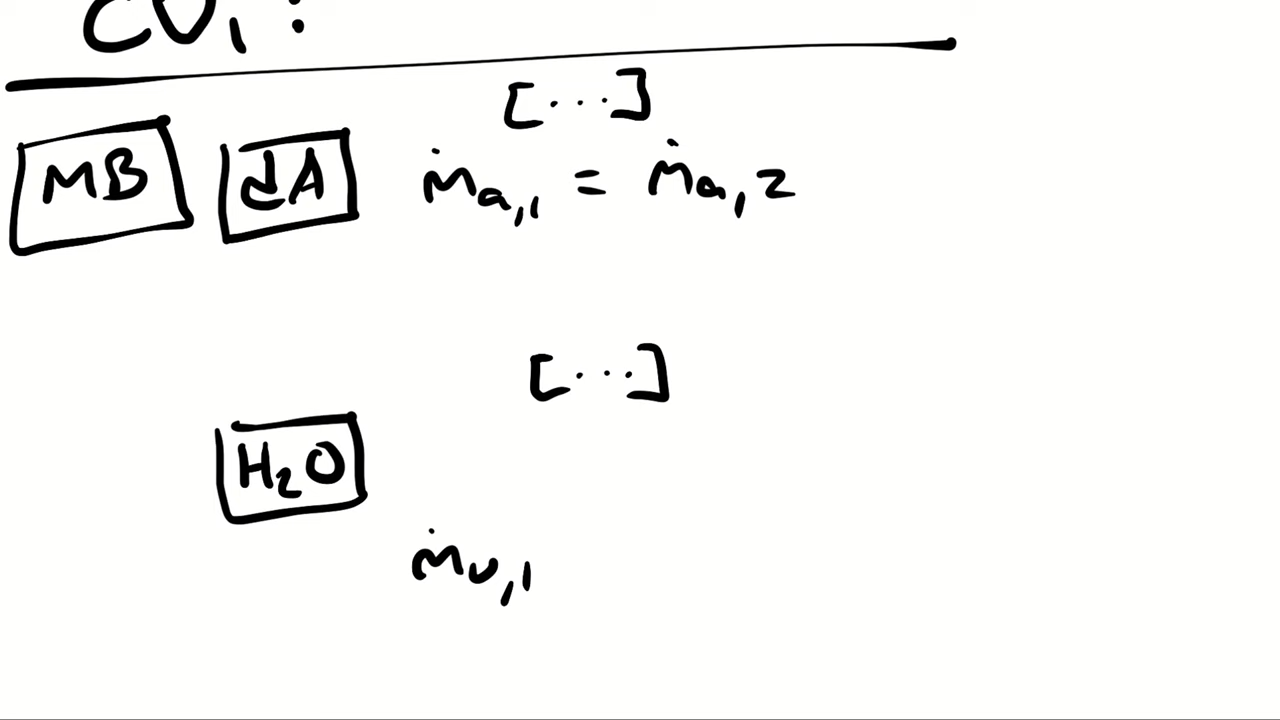 CV₁ :
[...]
MB dA ṁa,1 = ṁa,2
[...]
H₂O
ṁv,1